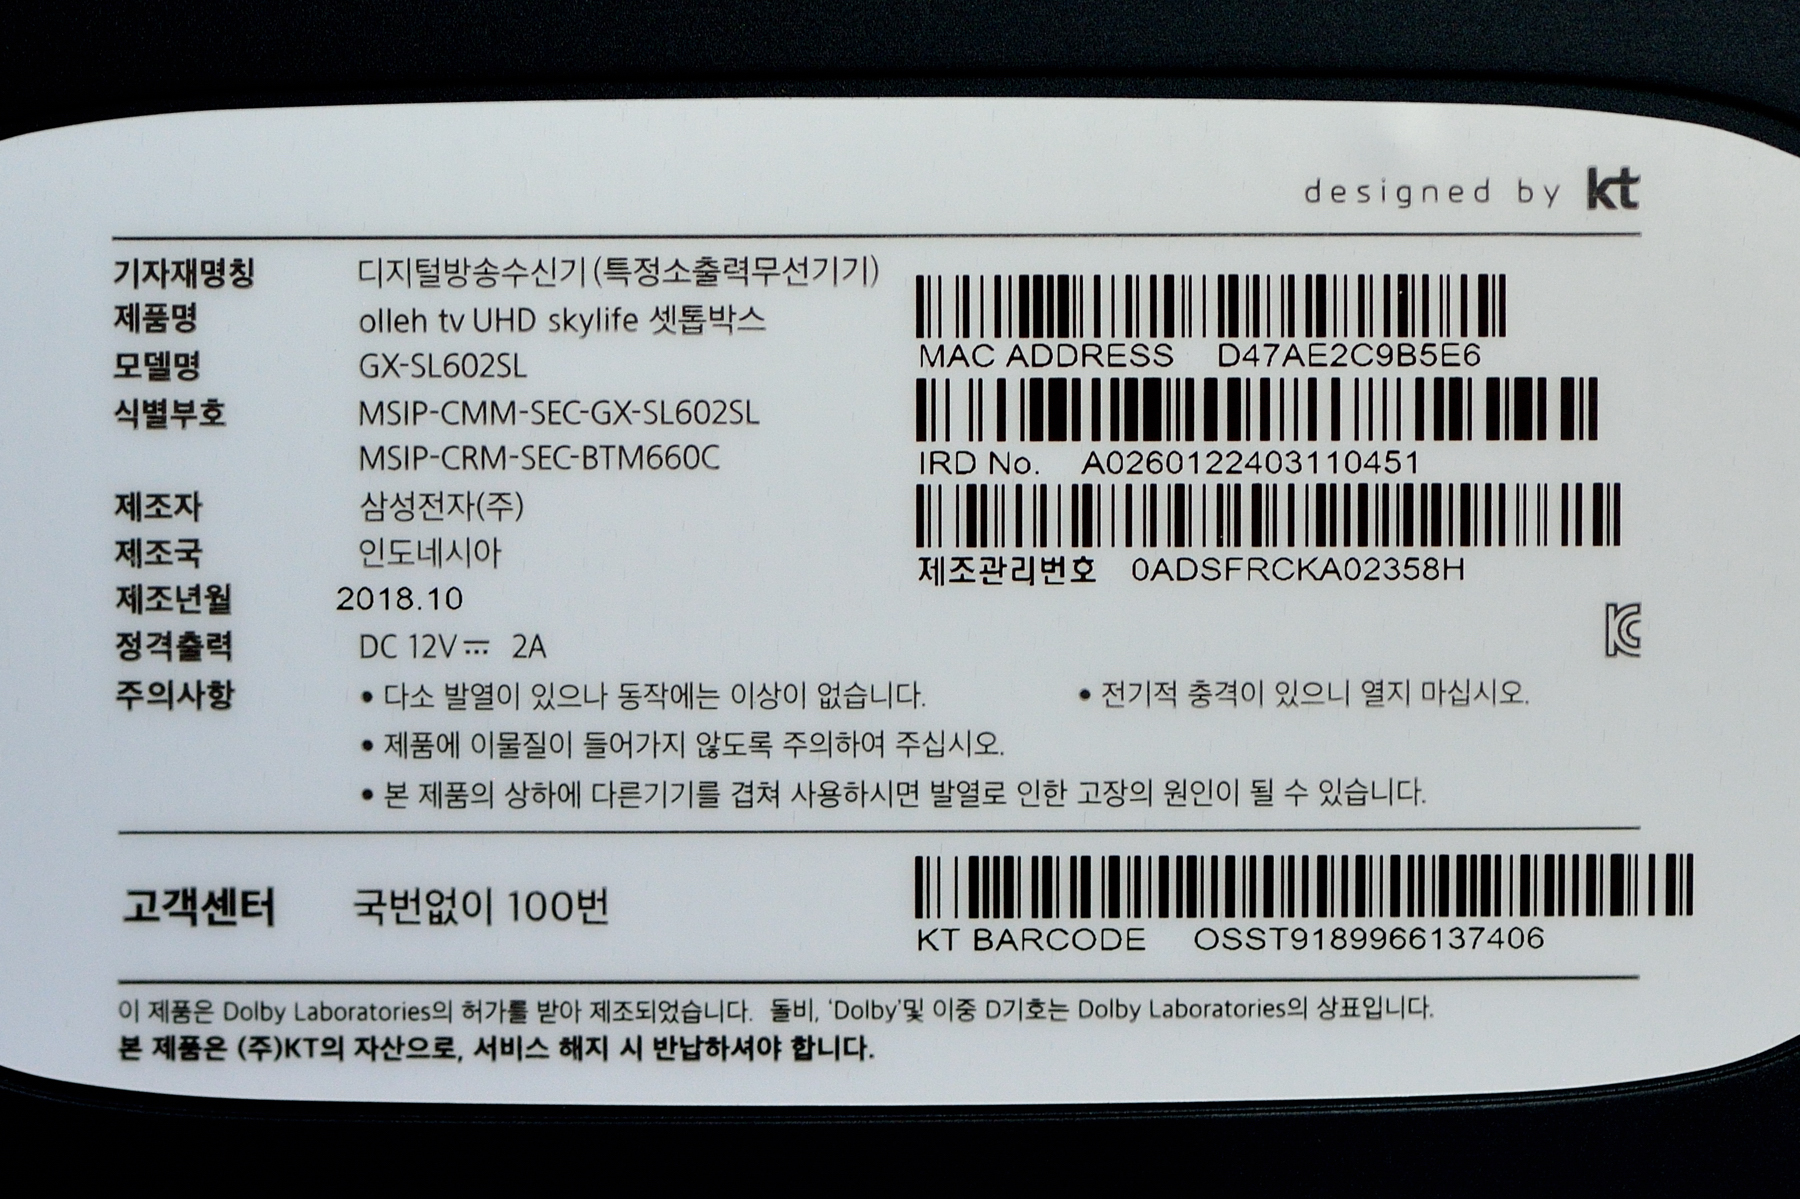 designed by kt
기자재명칭 디지털방송수신기(특정소출력무선기기)
제품명 olleh tv UHD skylife 셋톱박스
모델명 GX-SL602SL
식별부호 MSIP-CMM-SEC-GX-SL602SL
MSIP-CRM-SEC-BTM660C
제조자 삼성전자(주)
제조국 인도네시아
제조년월 2018.10
정격출력 DC 12V⎓ 2A
MAC ADDRESS D47AE2C9B5E6
IRD No. A0260122403110451
제조관리번호 0ADSFRCKA02358H
KC
주의사항 • 다소 발열이 있으나 동작에는 이상이 없습니다. • 전기적 충격이 있으니 열지 마십시오.
• 제품에 이물질이 들어가지 않도록 주의하여 주십시오.
• 본 제품의 상하에 다른기기를 겹쳐 사용하시면 발열로 인한 고장의 원인이 될 수 있습니다.
고객센터 국번없이 100번
KT BARCODE OSST9189966137406
이 제품은 Dolby Laboratories의 허가를 받아 제조되었습니다. 돌비, ‘Dolby’및 이중 D기호는 Dolby Laboratories의 상표입니다.
본 제품은 (주)KT의 자산으로, 서비스 해지 시 반납하셔야 합니다.